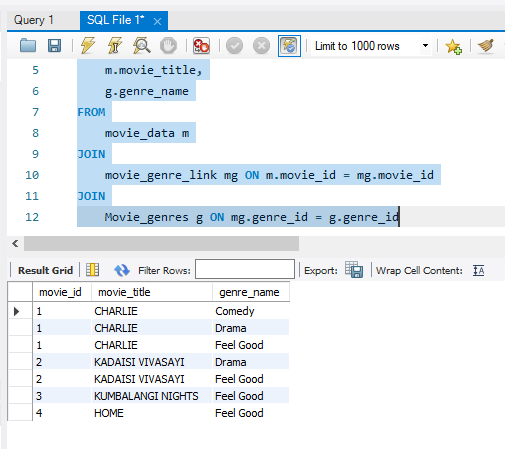 Query 1 SQL File 1* ×
Limit to 1000 rows
5 m.movie_title,
6 g.genre_name
7 FROM
8 movie_data m
9 JOIN
10 movie_genre_link mg ON m.movie_id = mg.movie_id
11 JOIN
12 Movie_genres g ON mg.genre_id = g.genre_id
Result Grid Filter Rows: Export: Wrap Cell Content: IA
movie_id movie_title genre_name
1 CHARLIE Comedy
1 CHARLIE Drama
1 CHARLIE Feel Good
2 KADAISI VIVASAYI Drama
2 KADAISI VIVASAYI Feel Good
3 KUMBALANGI NIGHTS Feel Good
4 HOME Feel Good